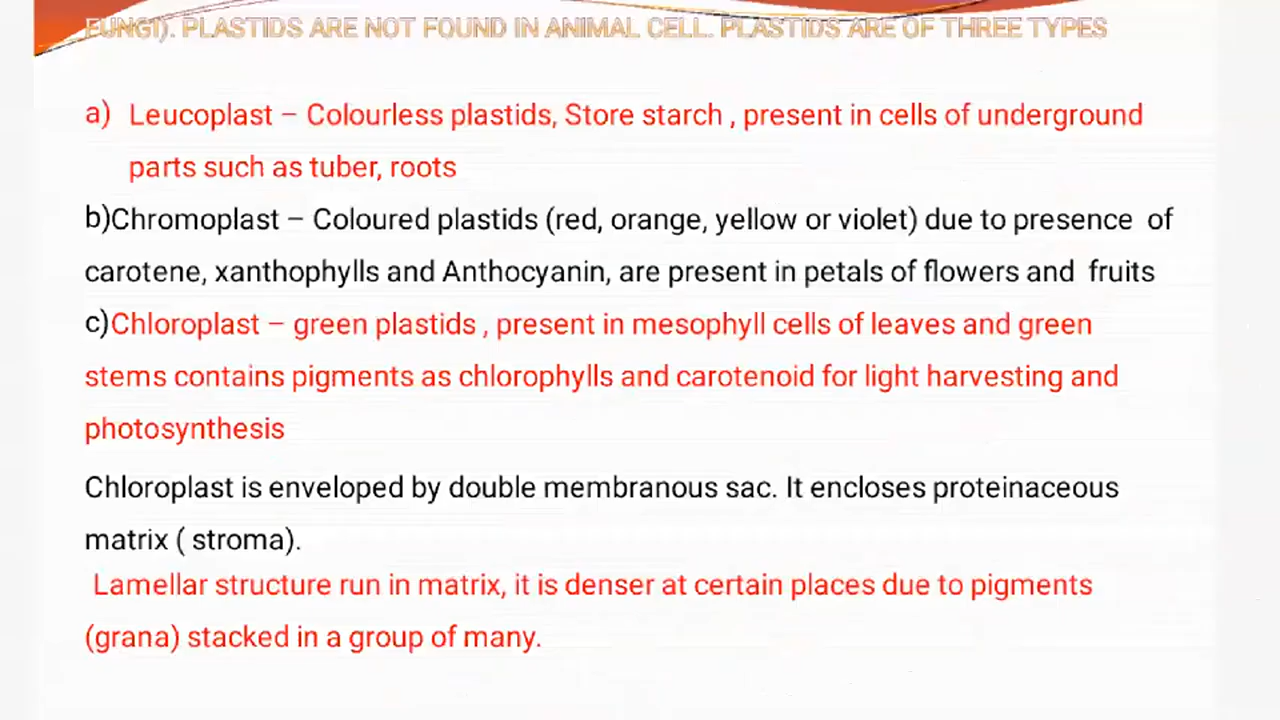 FUNGI). PLASTIDS ARE NOT FOUND IN ANIMAL CELL. PLASTIDS ARE OF THREE TYPES
a) Leucoplast – Colourless plastids, Store starch , present in cells of underground
parts such as tuber, roots
b)Chromoplast – Coloured plastids (red, orange, yellow or violet) due to presence of
carotene, xanthophylls and Anthocyanin, are present in petals of flowers and fruits
c)Chloroplast – green plastids , present in mesophyll cells of leaves and green
stems contains pigments as chlorophylls and carotenoid for light harvesting and
photosynthesis
Chloroplast is enveloped by double membranous sac. It encloses proteinaceous
matrix ( stroma).
Lamellar structure run in matrix, it is denser at certain places due to pigments
(grana) stacked in a group of many.